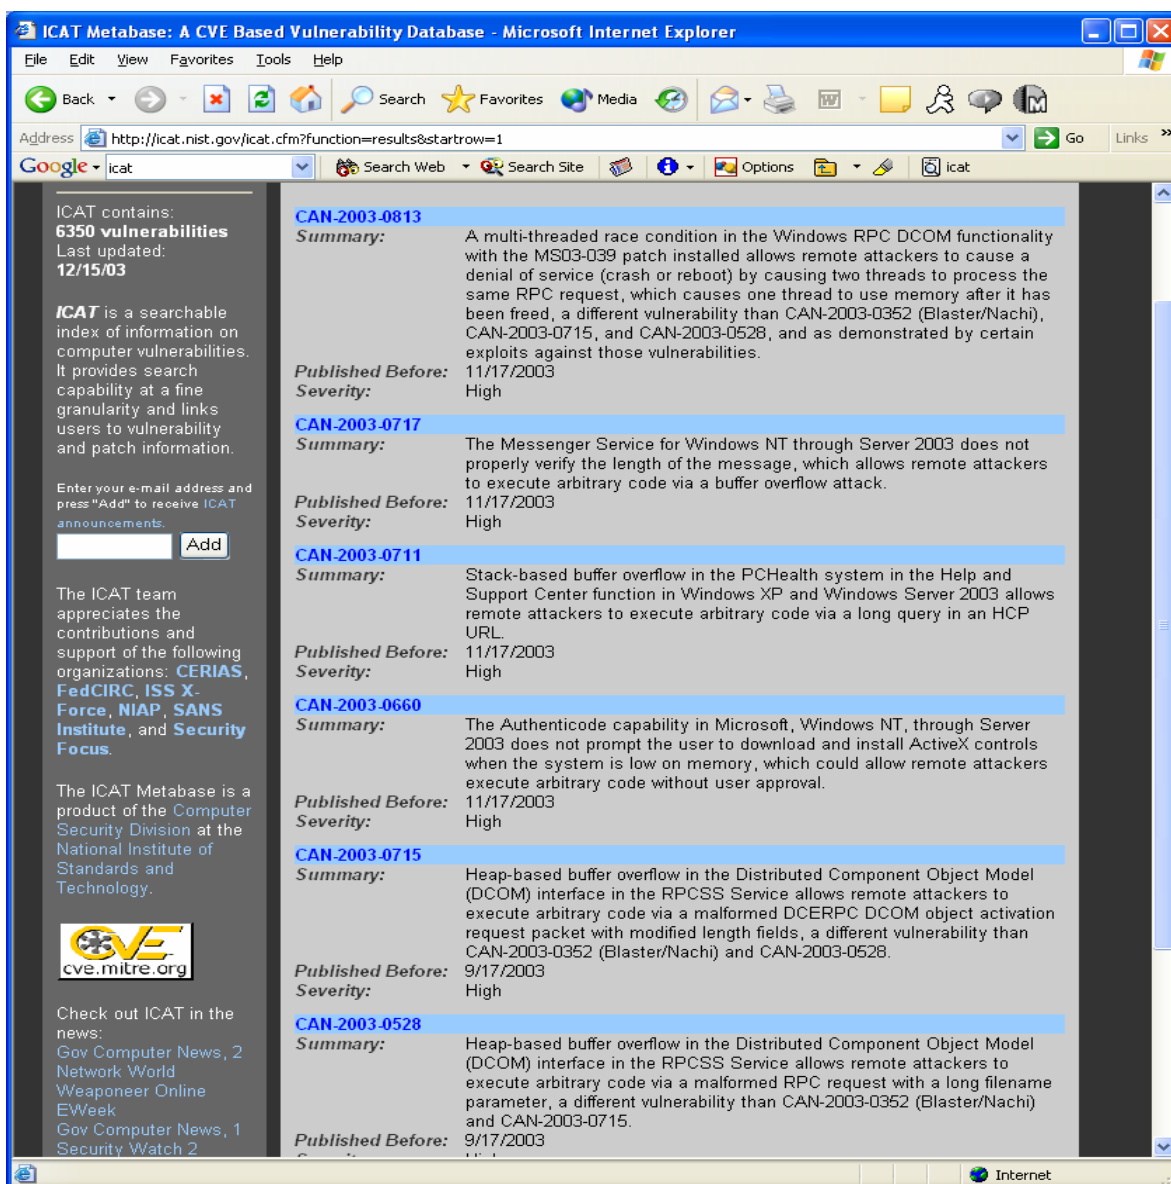 ICAT Metabase: A CVE Based Vulnerability Database - Microsoft Internet Explorer
File Edit View Favorites Tools Help
Back Search Favorites Media
Address http://icat.nist.gov/icat.cfm?function=results&startrow=1 Go Links »
Google icat Search Web Search Site Options icat
ICAT contains:
6350 vulnerabilities
Last updated:
12/15/03
ICAT is a searchable
index of information on
computer vulnerabilities.
It provides search
capability at a fine
granularity and links
users to vulnerability
and patch information.
Enter your e-mail address and
press "Add" to receive ICAT
announcements.
Add
The ICAT team
appreciates the
contributions and
support of the following
organizations: CERIAS,
FedCIRC, ISS X-
Force, NIAP, SANS
Institute, and Security
Focus.
The ICAT Metabase is a
product of the Computer
Security Division at the
National Institute of
Standards and
Technology.
CVE
cve.mitre.org
Check out ICAT in the
news:
Gov Computer News, 2
Network World
Weaponeer Online
EWeek
Gov Computer News, 1
Security Watch 2
CAN-2003-0813
Summary: A multi-threaded race condition in the Windows RPC DCOM functionality
with the MS03-039 patch installed allows remote attackers to cause a
denial of service (crash or reboot) by causing two threads to process the
same RPC request, which causes one thread to use memory after it has
been freed, a different vulnerability than CAN-2003-0352 (Blaster/Nachi),
CAN-2003-0715, and CAN-2003-0528, and as demonstrated by certain
exploits against those vulnerabilities.
Published Before: 11/17/2003
Severity: High
CAN-2003-0717
Summary: The Messenger Service for Windows NT through Server 2003 does not
properly verify the length of the message, which allows remote attackers
to execute arbitrary code via a buffer overflow attack.
Published Before: 11/17/2003
Severity: High
CAN-2003-0711
Summary: Stack-based buffer overflow in the PCHealth system in the Help and
Support Center function in Windows XP and Windows Server 2003 allows
remote attackers to execute arbitrary code via a long query in an HCP
URL.
Published Before: 11/17/2003
Severity: High
CAN-2003-0660
Summary: The Authenticode capability in Microsoft, Windows NT, through Server
2003 does not prompt the user to download and install ActiveX controls
when the system is low on memory, which could allow remote attackers
execute arbitrary code without user approval.
Published Before: 11/17/2003
Severity: High
CAN-2003-0715
Summary: Heap-based buffer overflow in the Distributed Component Object Model
(DCOM) interface in the RPCSS Service allows remote attackers to
execute arbitrary code via a malformed DCERPC DCOM object activation
request packet with modified length fields, a different vulnerability than
CAN-2003-0352 (Blaster/Nachi) and CAN-2003-0528.
Published Before: 9/17/2003
Severity: High
CAN-2003-0528
Summary: Heap-based buffer overflow in the Distributed Component Object Model
(DCOM) interface in the RPCSS Service allows remote attackers to
execute arbitrary code via a malformed RPC request with a long filename
parameter, a different vulnerability than CAN-2003-0352 (Blaster/Nachi)
and CAN-2003-0715.
Published Before: 9/17/2003
Internet